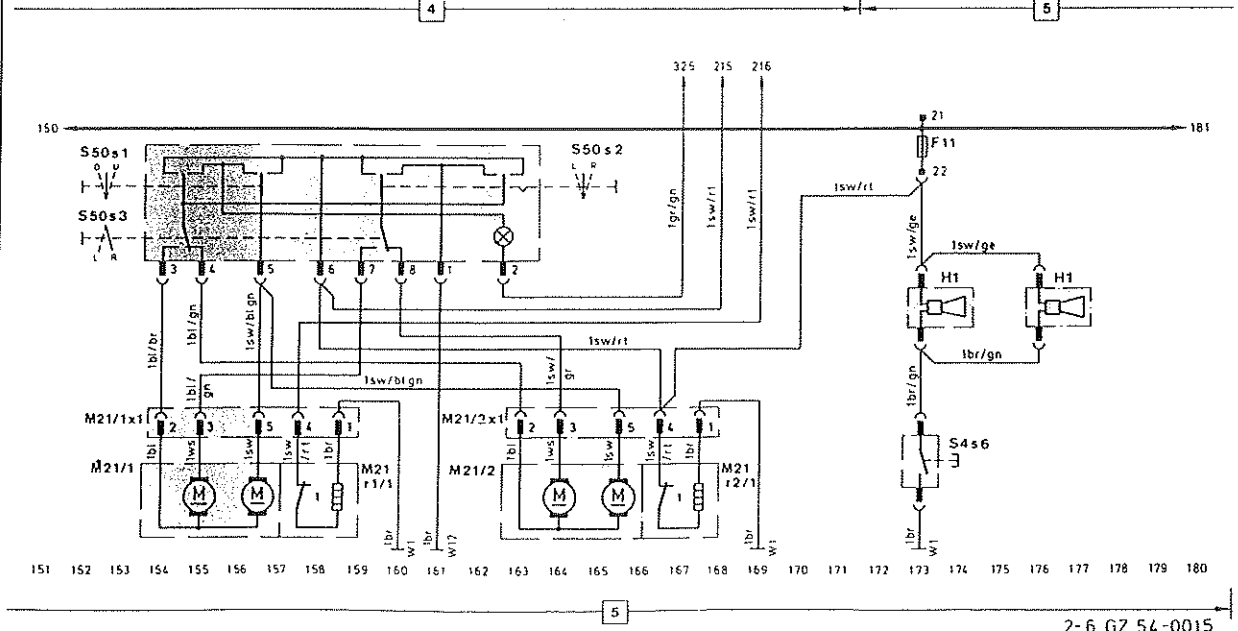 4 5
325 215 216
150 21 181
S50s1 S50s2 F11
O U L R
22
1gr/gn 1sw/rt 1sw/rt 1sw/rt
S50s3
L R
1sw/ge 1sw/ge
3 4 5 6 7 8 1 2
H1 H1
1bl/br 1bl/gn 1sw/blgn 1sw/rt
1sw/gr
1br/gn
1bl/gn 1sw/blgn
1br/gn
M21/1x1 2 3 5 4 1 M21/2x1 2 3 5 4 1
S4s6
1bl 1ws 1sw 1sw/rt 1br 1bl 1ws 1sw 1sw/rt 1br
M21/1 M21 r1/1 M21/2 M21 r2/1
M M 1 M M 1
1br W1 W12 1br W1 1br W1
151 152 153 154 155 156 157 158 159 160 161 162 163 164 165 166 167 168 169 170 171 172 173 174 175 176 177 178 179 180
5
2-6 GZ 54-0015